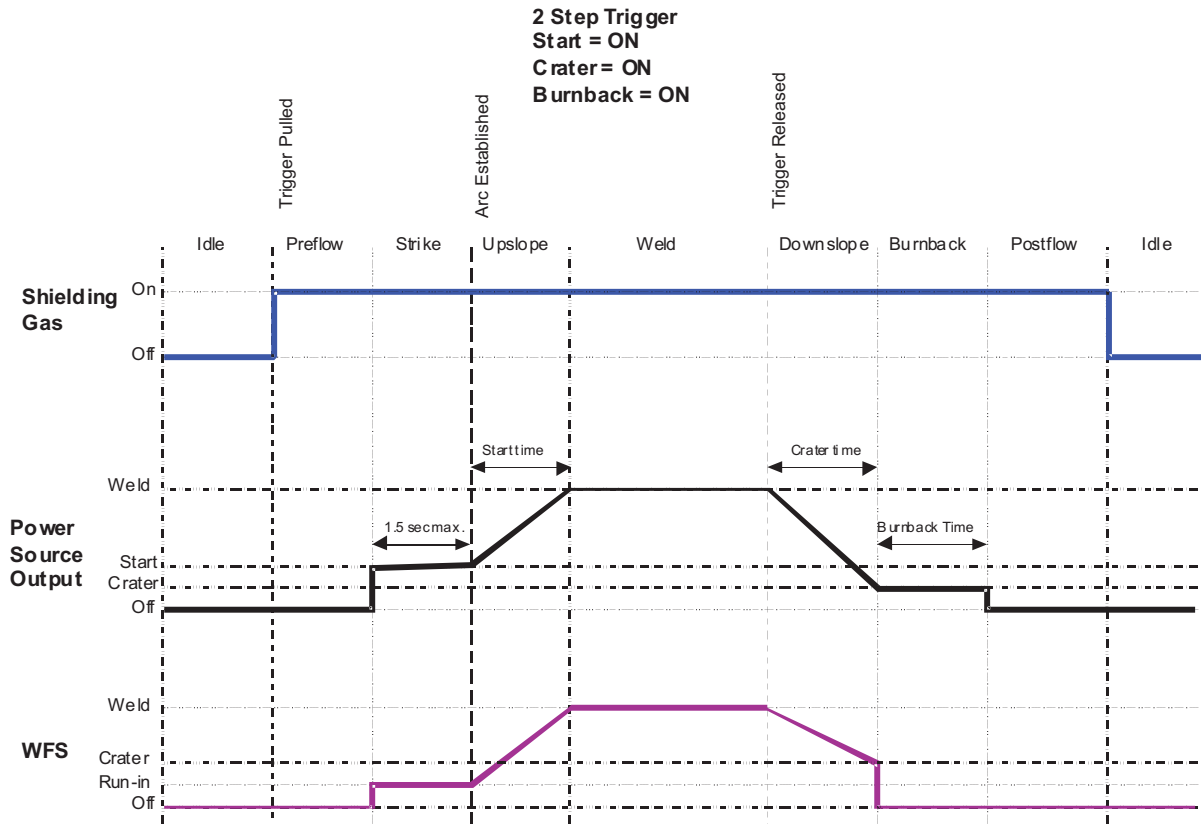 2 Step Trigger
Start = ON
Crater = ON
Burnback = ON
Trigger Pulled
Arc Established
Trigger Released
Idle
Preflow
Strike
Upslope
Weld
Downslope
Burnback
Postflow
Idle
Shielding
Gas
On
Off
Start time
Crater time
Weld
1.5 sec max.
Burnback Time
Power
Source
Output
Start
Crater
Off
Weld
WFS
Crater
Run-in
Off